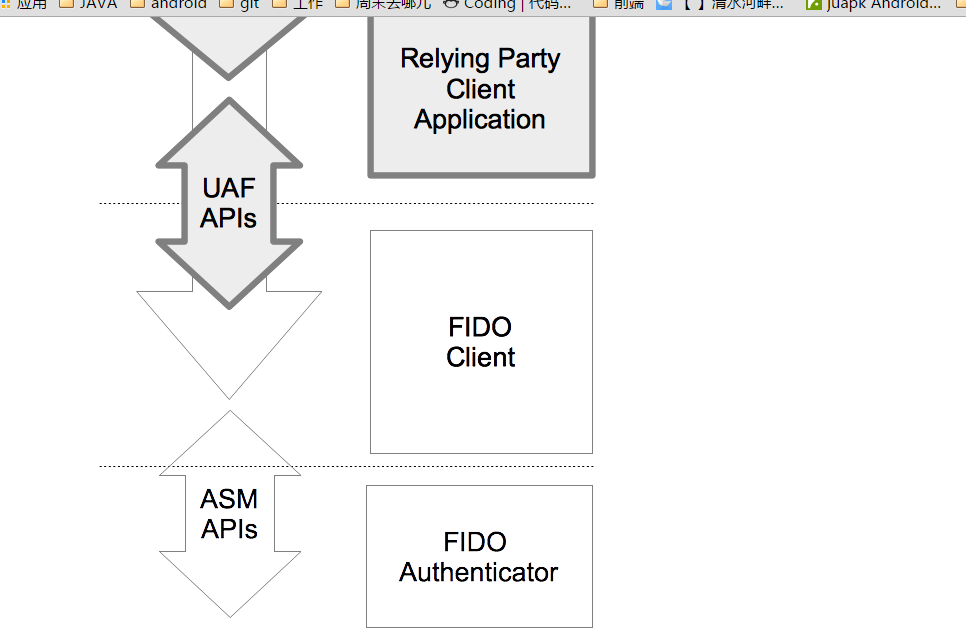 应用 JAVA android git 工作 周末去哪儿 Coding | 代码... 前端 【 】清水河畔... juapk Android...
Relying Party
Client
Application
UAF
APIs
FIDO
Client
ASM
APIs
FIDO
Authenticator